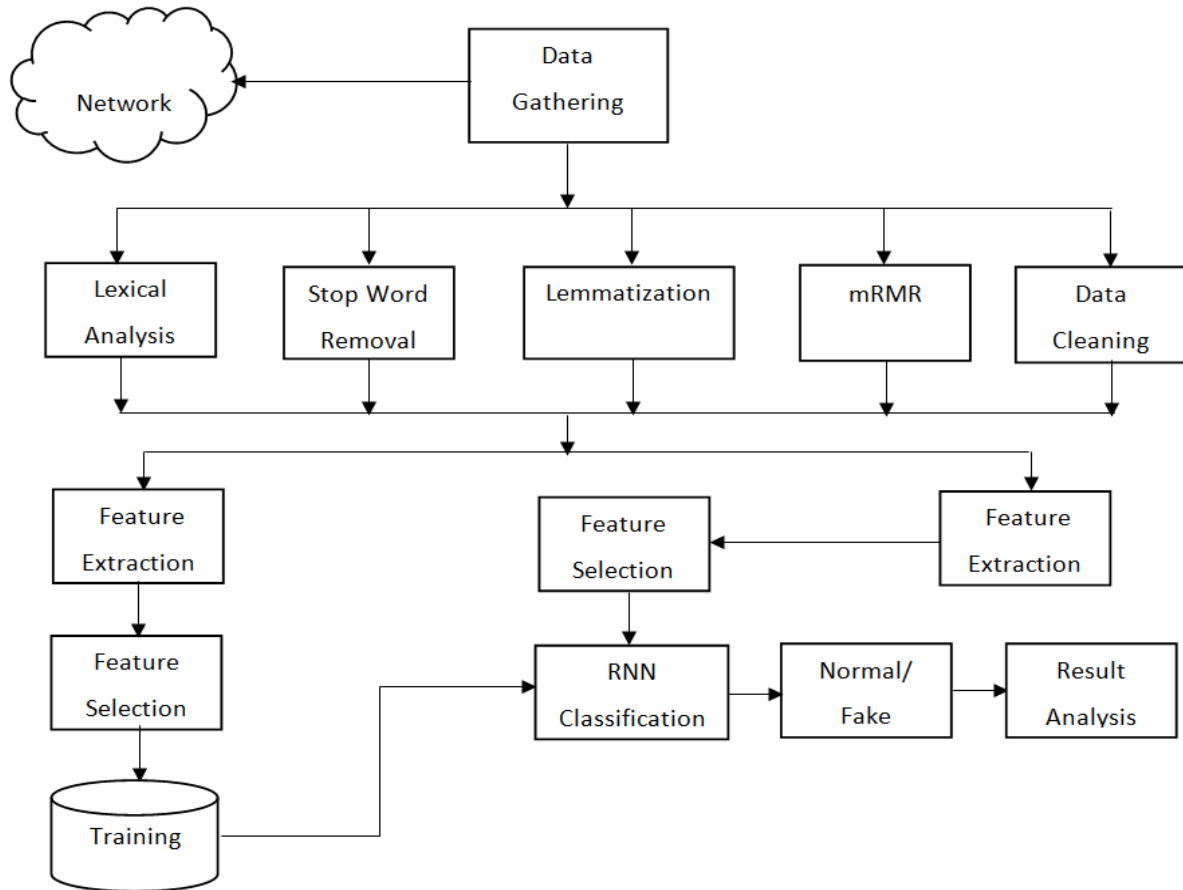 Network
Data
Gathering
Lexical
Analysis
Stop Word
Removal
Lemmatization
mRMR
Data
Cleaning
Feature
Extraction
Feature
Selection
Feature
Extraction
Feature
Selection
RNN
Classification
Normal/
Fake
Result
Analysis
Training